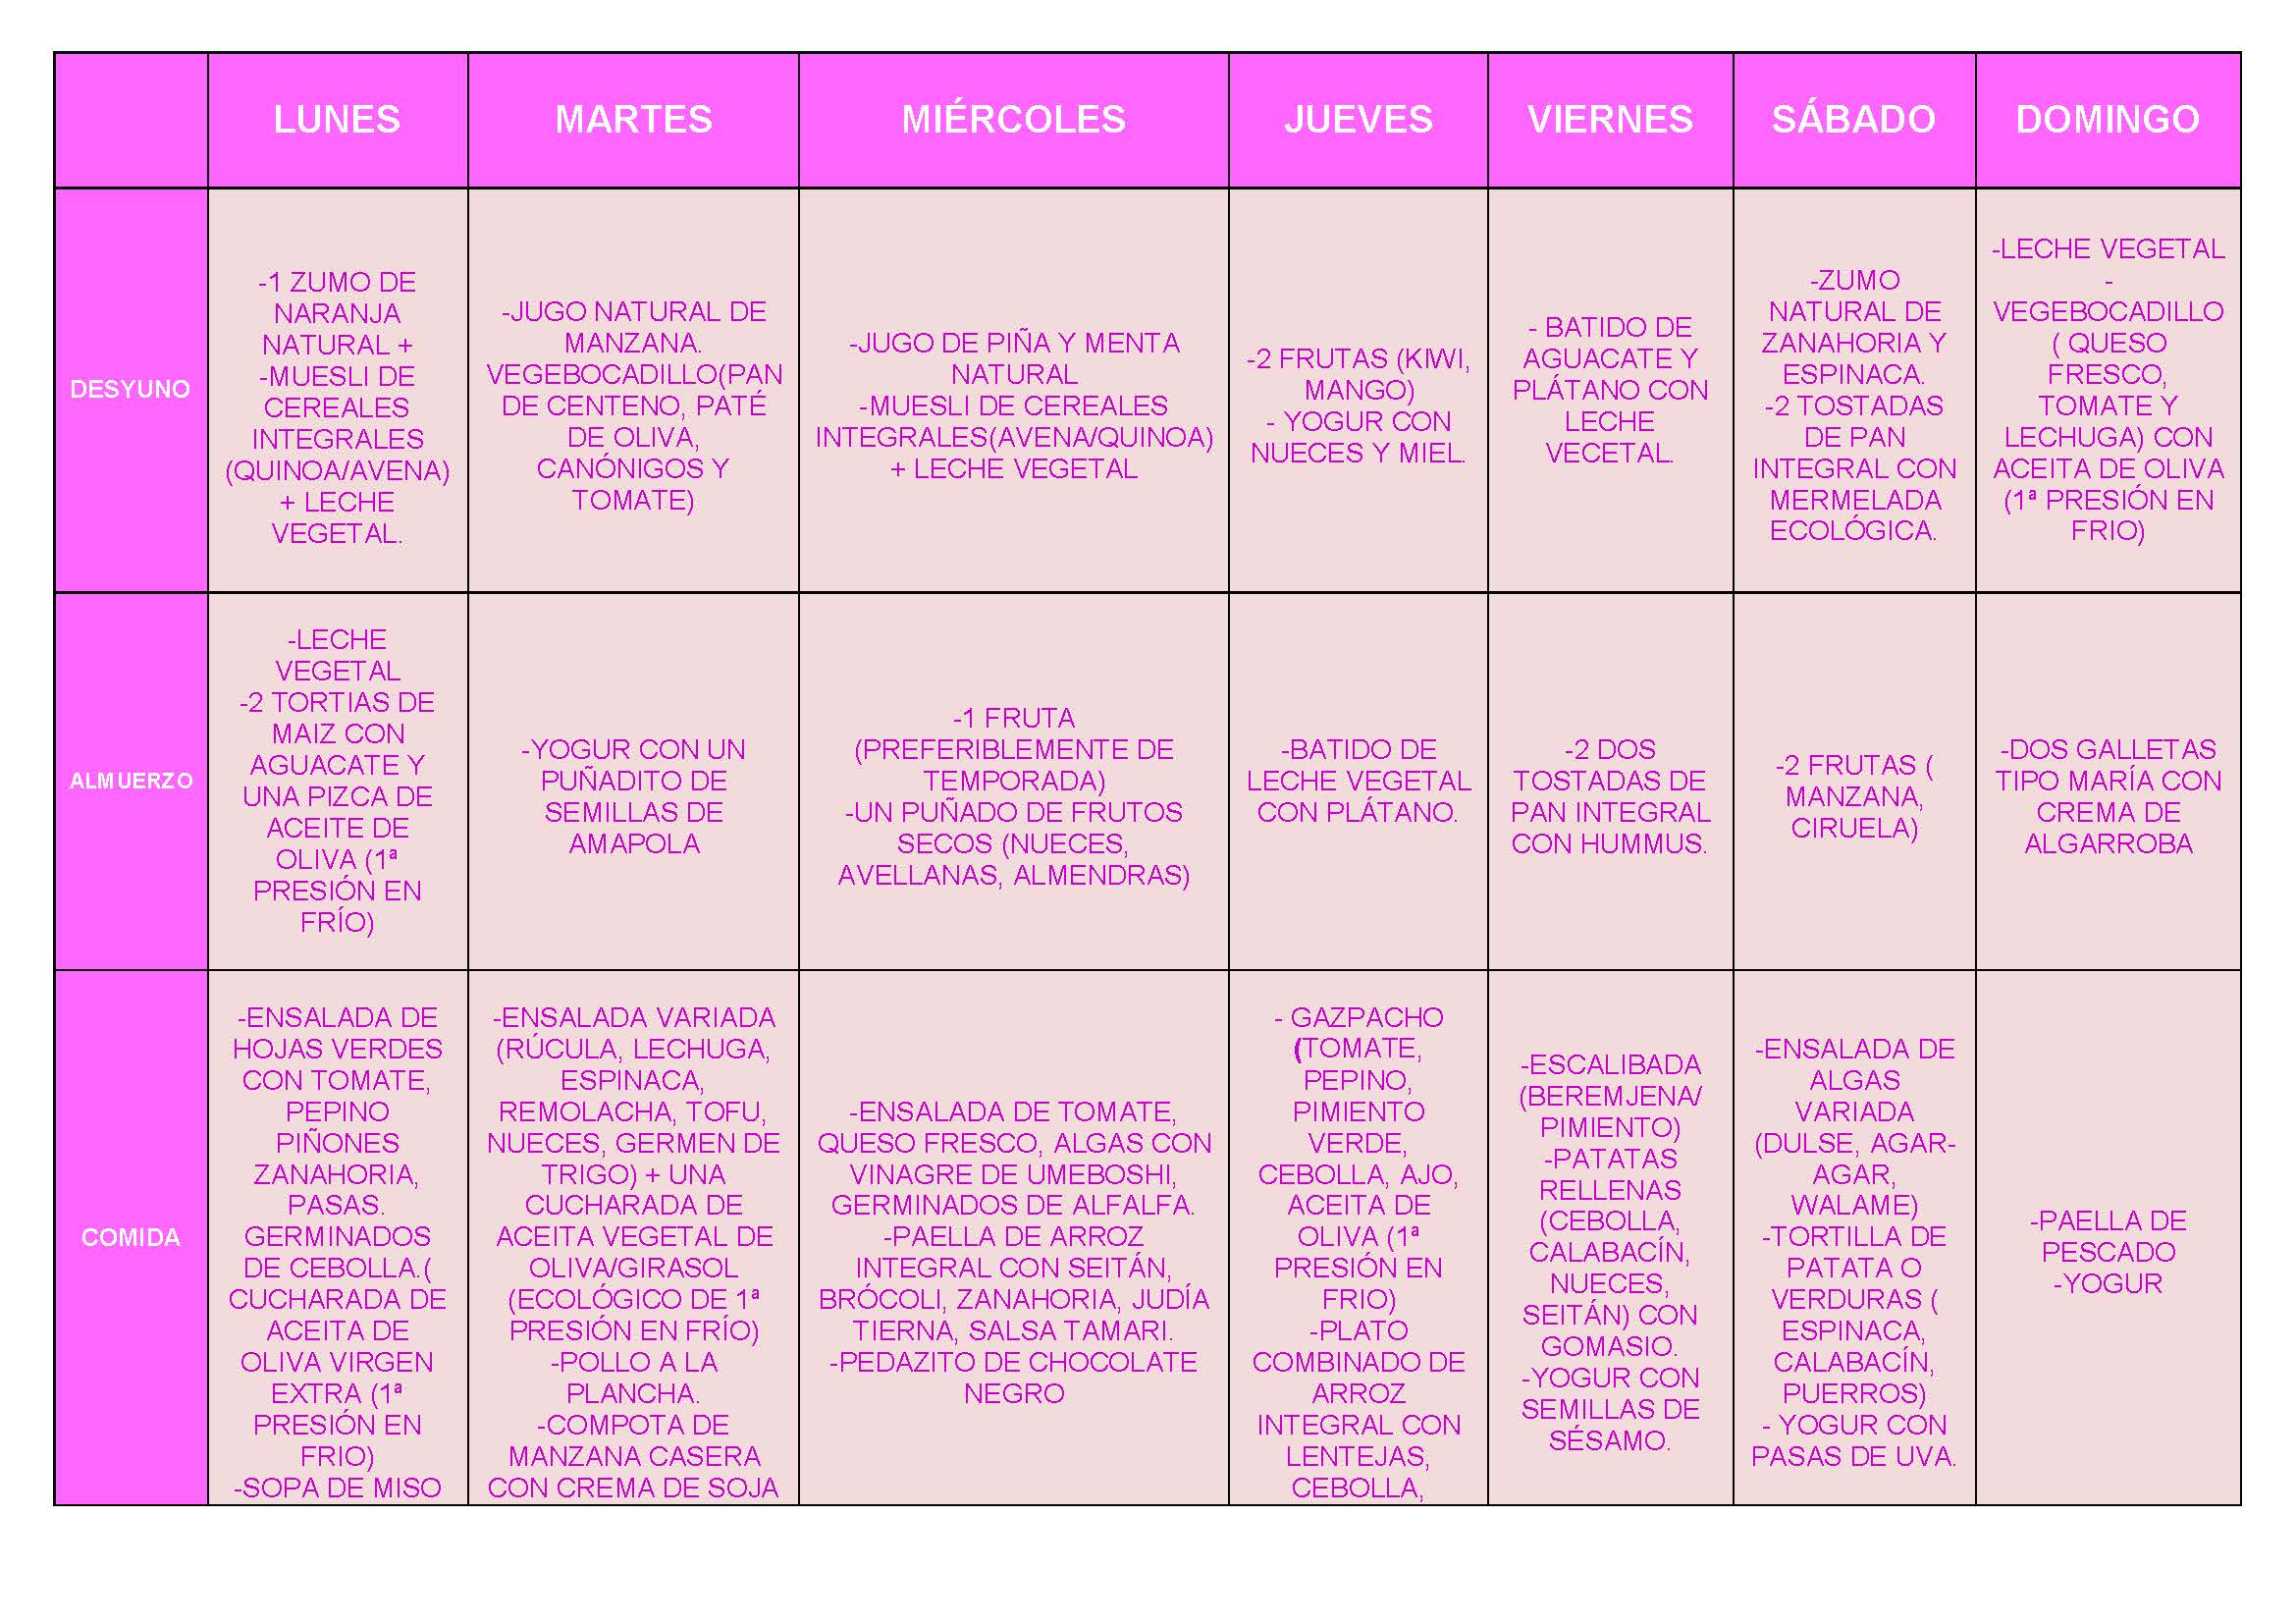 LUNES MARTES MIÉRCOLES JUEVES VIERNES SÁBADO DOMINGO
DESYUNO
-1 ZUMO DE
NARANJA
NATURAL +
-MUESLI DE
CEREALES
INTEGRALES
(QUINOA/AVENA)
+ LECHE
VEGETAL.
-JUGO NATURAL DE
MANZANA.
VEGEBOCADILLO(PAN
DE CENTENO, PATÉ
DE OLIVA,
CANÓNIGOS Y
TOMATE)
-JUGO DE PIÑA Y MENTA
NATURAL
-MUESLI DE CEREALES
INTEGRALES(AVENA/QUINOA)
+ LECHE VEGETAL
-2 FRUTAS (KIWI,
MANGO)
- YOGUR CON
NUECES Y MIEL.
- BATIDO DE
AGUACATE Y
PLÁTANO CON
LECHE
VECETAL.
-ZUMO
NATURAL DE
ZANAHORIA Y
ESPINACA.
-2 TOSTADAS
DE PAN
INTEGRAL CON
MERMELADA
ECOLÓGICA.
-LECHE VEGETAL
-
VEGEBOCADILLO
( QUESO
FRESCO,
TOMATE Y
LECHUGA) CON
ACEITA DE OLIVA
(1ª PRESIÓN EN
FRIO)
ALMUERZO
-LECHE
VEGETAL
-2 TORTIAS DE
MAIZ CON
AGUACATE Y
UNA PIZCA DE
ACEITE DE
OLIVA (1ª
PRESIÓN EN
FRÍO)
-YOGUR CON UN
PUÑADITO DE
SEMILLAS DE
AMAPOLA
-1 FRUTA
(PREFERIBLEMENTE DE
TEMPORADA)
-UN PUÑADO DE FRUTOS
SECOS (NUECES,
AVELLANAS, ALMENDRAS)
-BATIDO DE
LECHE VEGETAL
CON PLÁTANO.
-2 DOS
TOSTADAS DE
PAN INTEGRAL
CON HUMMUS.
-2 FRUTAS (
MANZANA,
CIRUELA)
-DOS GALLETAS
TIPO MARÍA CON
CREMA DE
ALGARROBA
COMIDA
-ENSALADA DE
HOJAS VERDES
CON TOMATE,
PEPINO
PIÑONES
ZANAHORIA,
PASAS.
GERMINADOS
DE CEBOLLA.(
CUCHARADA DE
ACEITA DE
OLIVA VIRGEN
EXTRA (1ª
PRESIÓN EN
FRIO)
-SOPA DE MISO
-ENSALADA VARIADA
(RÚCULA, LECHUGA,
ESPINACA,
REMOLACHA, TOFU,
NUECES, GERMEN DE
TRIGO) + UNA
CUCHARADA DE
ACEITA VEGETAL DE
OLIVA/GIRASOL
(ECOLÓGICO DE 1ª
PRESIÓN EN FRÍO)
-POLLO A LA
PLANCHA.
-COMPOTA DE
MANZANA CASERA
CON CREMA DE SOJA
-ENSALADA DE TOMATE,
QUESO FRESCO, ALGAS CON
VINAGRE DE UMEBOSHI,
GERMINADOS DE ALFALFA.
-PAELLA DE ARROZ
INTEGRAL CON SEITÁN,
BRÓCOLI, ZANAHORIA, JUDÍA
TIERNA, SALSA TAMARI.
-PEDAZITO DE CHOCOLATE
NEGRO
- GAZPACHO
(TOMATE,
PEPINO,
PIMIENTO
VERDE,
CEBOLLA, AJO,
ACEITA DE
OLIVA (1ª
PRESIÓN EN
FRIO)
-PLATO
COMBINADO DE
ARROZ
INTEGRAL CON
LENTEJAS,
CEBOLLA,
-ESCALIBADA
(BEREMJENA/
PIMIENTO)
-PATATAS
RELLENAS
(CEBOLLA,
CALABACÍN,
NUECES,
SEITÁN) CON
GOMASIO.
-YOGUR CON
SEMILLAS DE
SÉSAMO.
-ENSALADA DE
ALGAS
VARIADA
(DULSE, AGAR-
AGAR,
WALAME)
-TORTILLA DE
PATATA O
VERDURAS (
ESPINACA,
CALABACÍN,
PUERROS)
- YOGUR CON
PASAS DE UVA.
-PAELLA DE
PESCADO
-YOGUR